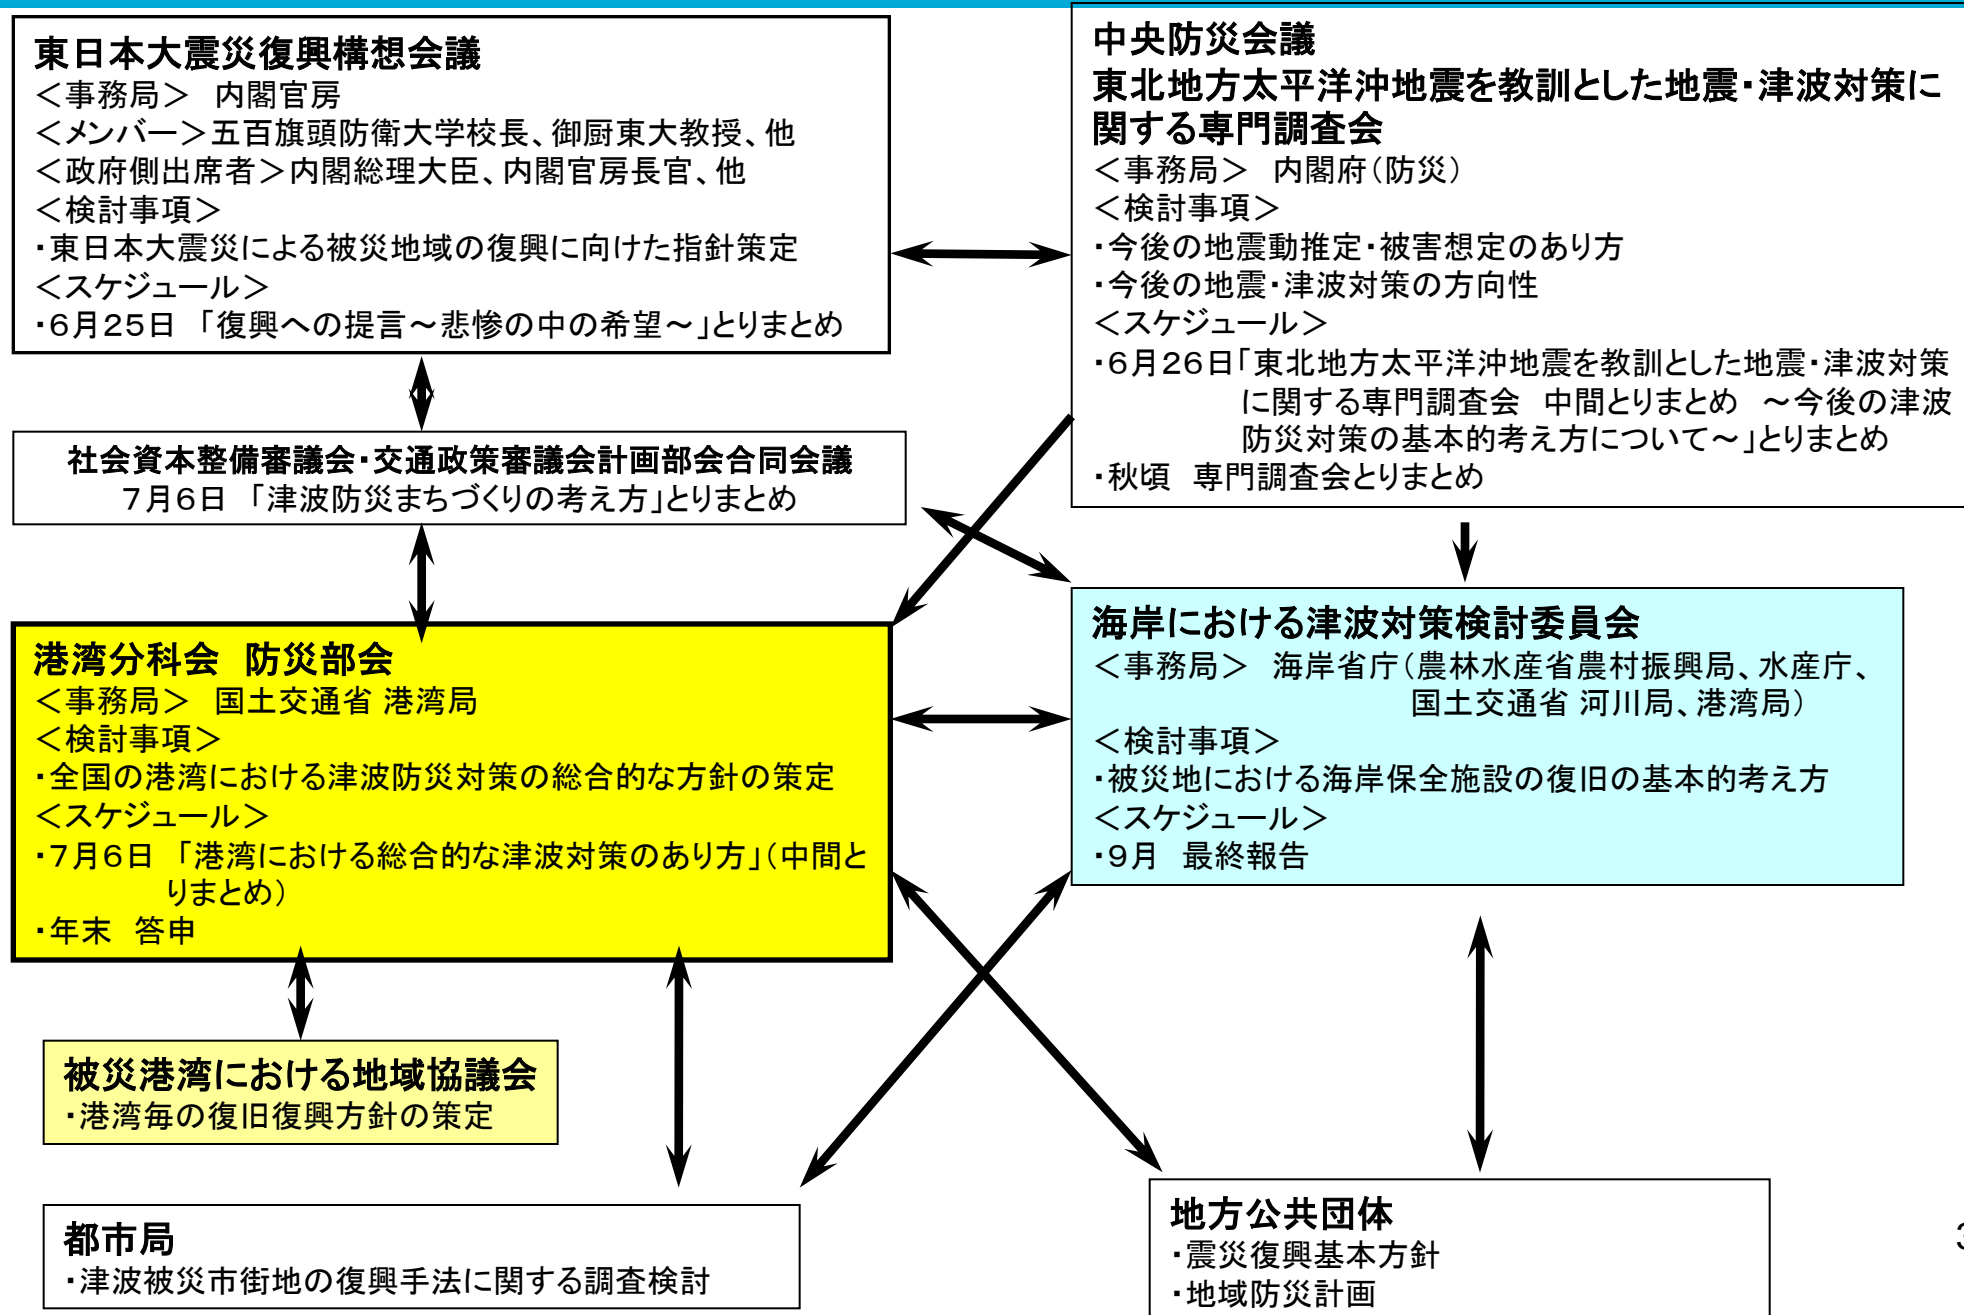 東日本大震災復興構想会議
＜事務局＞　内閣官房
＜メンバー＞五百旗頭防衛大学校長、御厨東大教授、他
＜政府側出席者＞内閣総理大臣、内閣官房長官、他
＜検討事項＞
・東日本大震災による被災地域の復興に向けた指針策定
＜スケジュール＞
・６月２５日　「復興への提言～悲惨の中の希望～」とりまとめ
中央防災会議
東北地方太平洋沖地震を教訓とした地震・津波対策に
関する専門調査会
＜事務局＞　内閣府（防災）
＜検討事項＞
・今後の地震動推定・被害想定のあり方
・今後の地震・津波対策の方向性
＜スケジュール＞
・６月２６日「東北地方太平洋沖地震を教訓とした地震・津波対策
に関する専門調査会　中間とりまとめ　～今後の津波
防災対策の基本的考え方について～」とりまとめ
・秋頃　専門調査会とりまとめ
社会資本整備審議会・交通政策審議会計画部会合同会議
７月６日　「津波防災まちづくりの考え方」とりまとめ
港湾分科会　防災部会
＜事務局＞　国土交通省 港湾局
＜検討事項＞
・全国の港湾における津波防災対策の総合的な方針の策定
＜スケジュール＞
・７月６日　「港湾における総合的な津波対策のあり方」（中間と
りまとめ）
・年末　答申
海岸における津波対策検討委員会
＜事務局＞　海岸省庁（農林水産省農村振興局、水産庁、
国土交通省 河川局、港湾局）
＜検討事項＞
・被災地における海岸保全施設の復旧の基本的考え方
＜スケジュール＞
・９月　最終報告
被災港湾における地域協議会
・港湾毎の復旧復興方針の策定
都市局
・津波被災市街地の復興手法に関する調査検討
地方公共団体
・震災復興基本方針
・地域防災計画